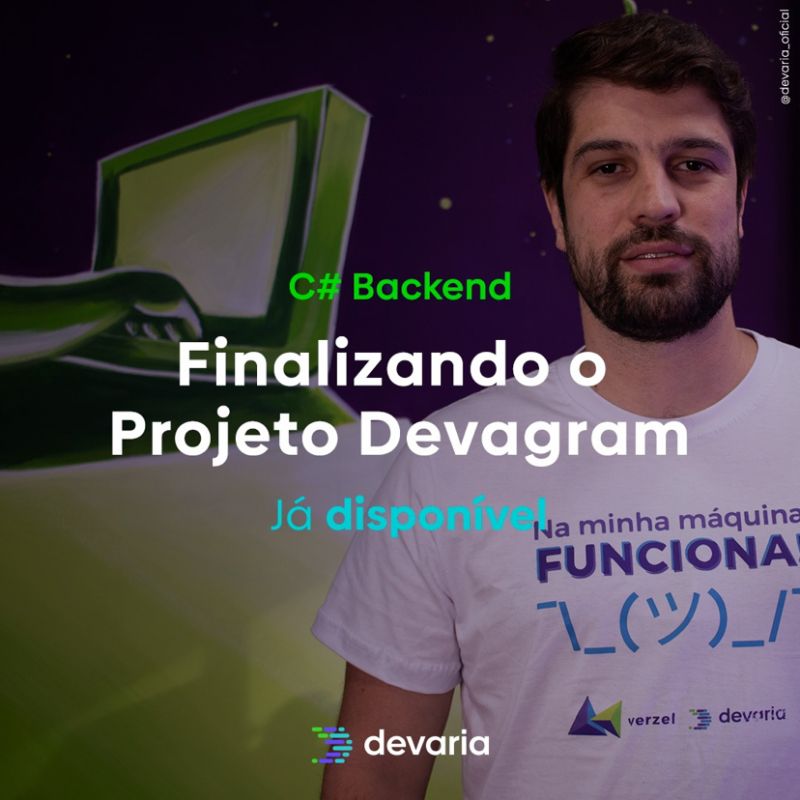 @devaria_oficial
C# Backend
Finalizando o
Projeto Devagram
Já disponível
Na minha máquina
FUNCIONA!
¯\_(ツ)_/¯
verzel devaria
devaria